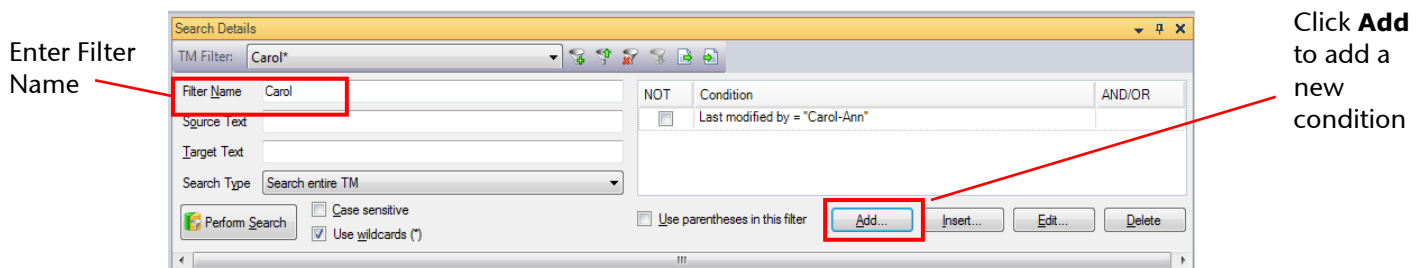 Enter Filter
Name
Search Details
TM Filter: Carol*
Filter Name Carol
Source Text
Target Text
Search Type Search entire TM
Perform Search
Case sensitive
Use wildcards (*)
NOT Condition AND/OR
Last modified by = "Carol-Ann"
Use parentheses in this filter
Add... Insert... Edit... Delete
Click Add
to add a
new
condition